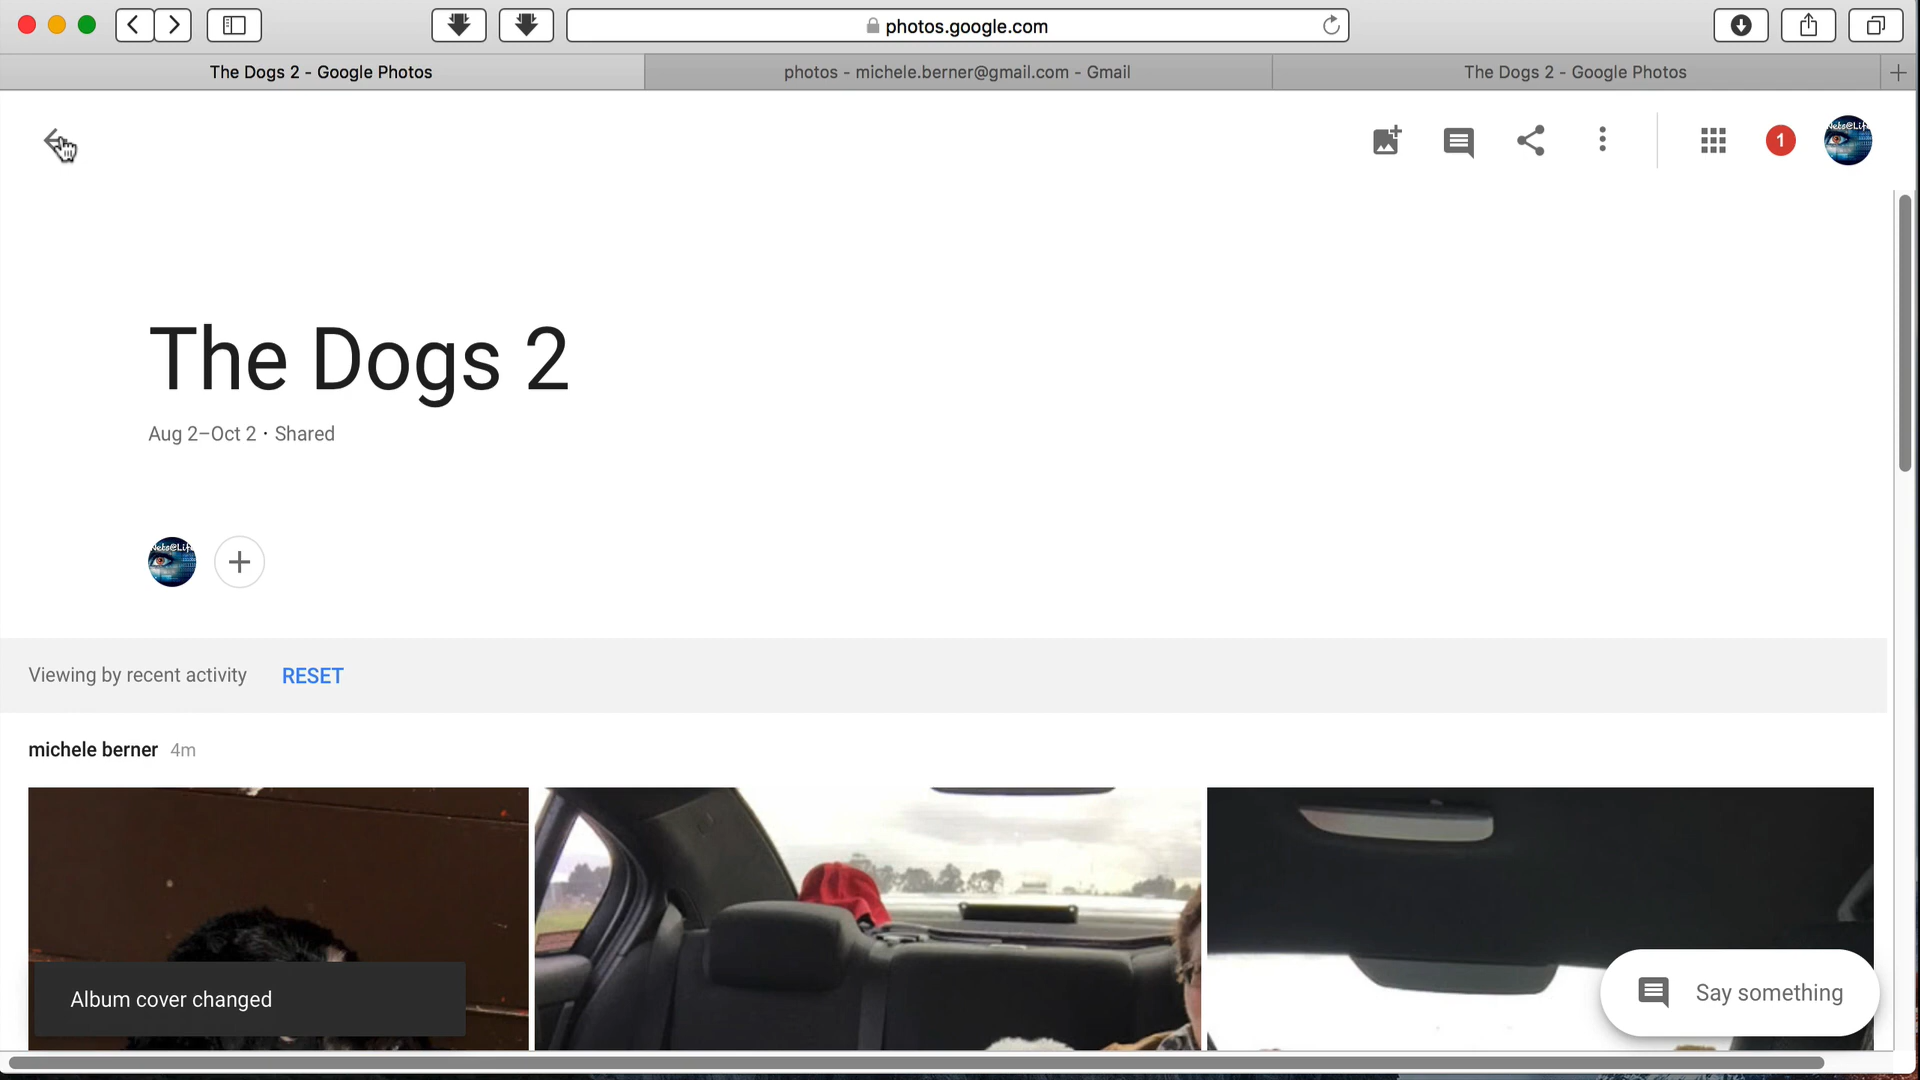 photos.google.com
The Dogs 2 - Google Photos
photos - michele.berner@gmail.com - Gmail
The Dogs 2 - Google Photos
1
Nets@Life
The Dogs 2
Aug 2–Oct 2 · Shared
Viewing by recent activity RESET
michele berner 4m
Album cover changed
Say something